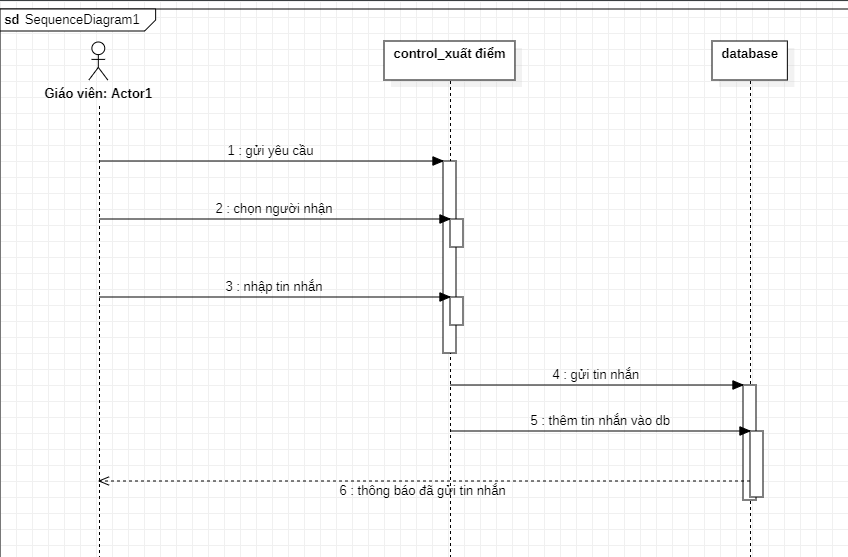 sd SequenceDiagram1
control_xuất điểm
database
Giáo viên: Actor1
1 : gửi yêu cầu
2 : chọn người nhận
3 : nhập tin nhắn
4 : gửi tin nhắn
5 : thêm tin nhắn vào db
6 : thông báo đã gửi tin nhắn